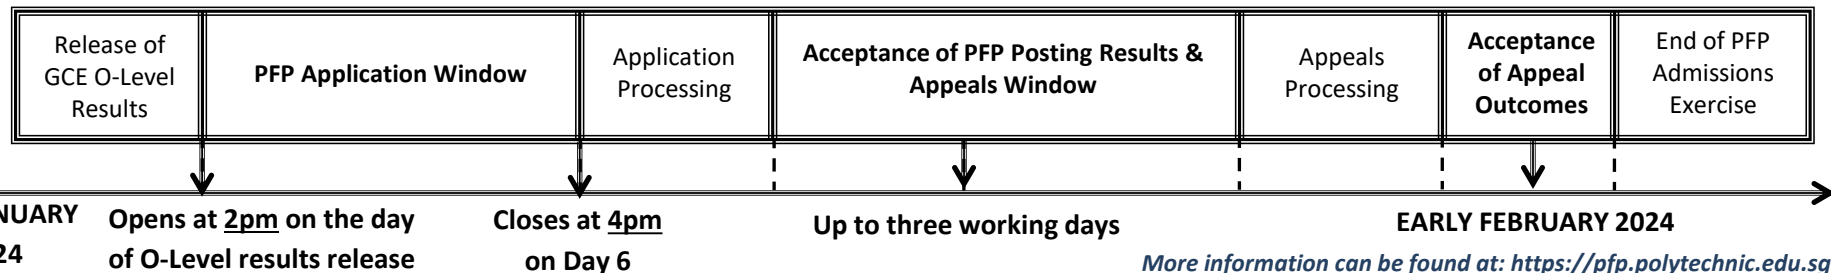 Release of
GCE O-Level
Results
PFP Application Window
Application
Processing
Acceptance of PFP Posting Results &
Appeals Window
Appeals
Processing
Acceptance
of Appeal
Outcomes
End of PFP
Admissions
Exercise
NUARY
24
Opens at 2pm on the day
of O-Level results release
Closes at 4pm
on Day 6
Up to three working days
EARLY FEBRUARY 2024
More information can be found at: https://pfp.polytechnic.edu.sg